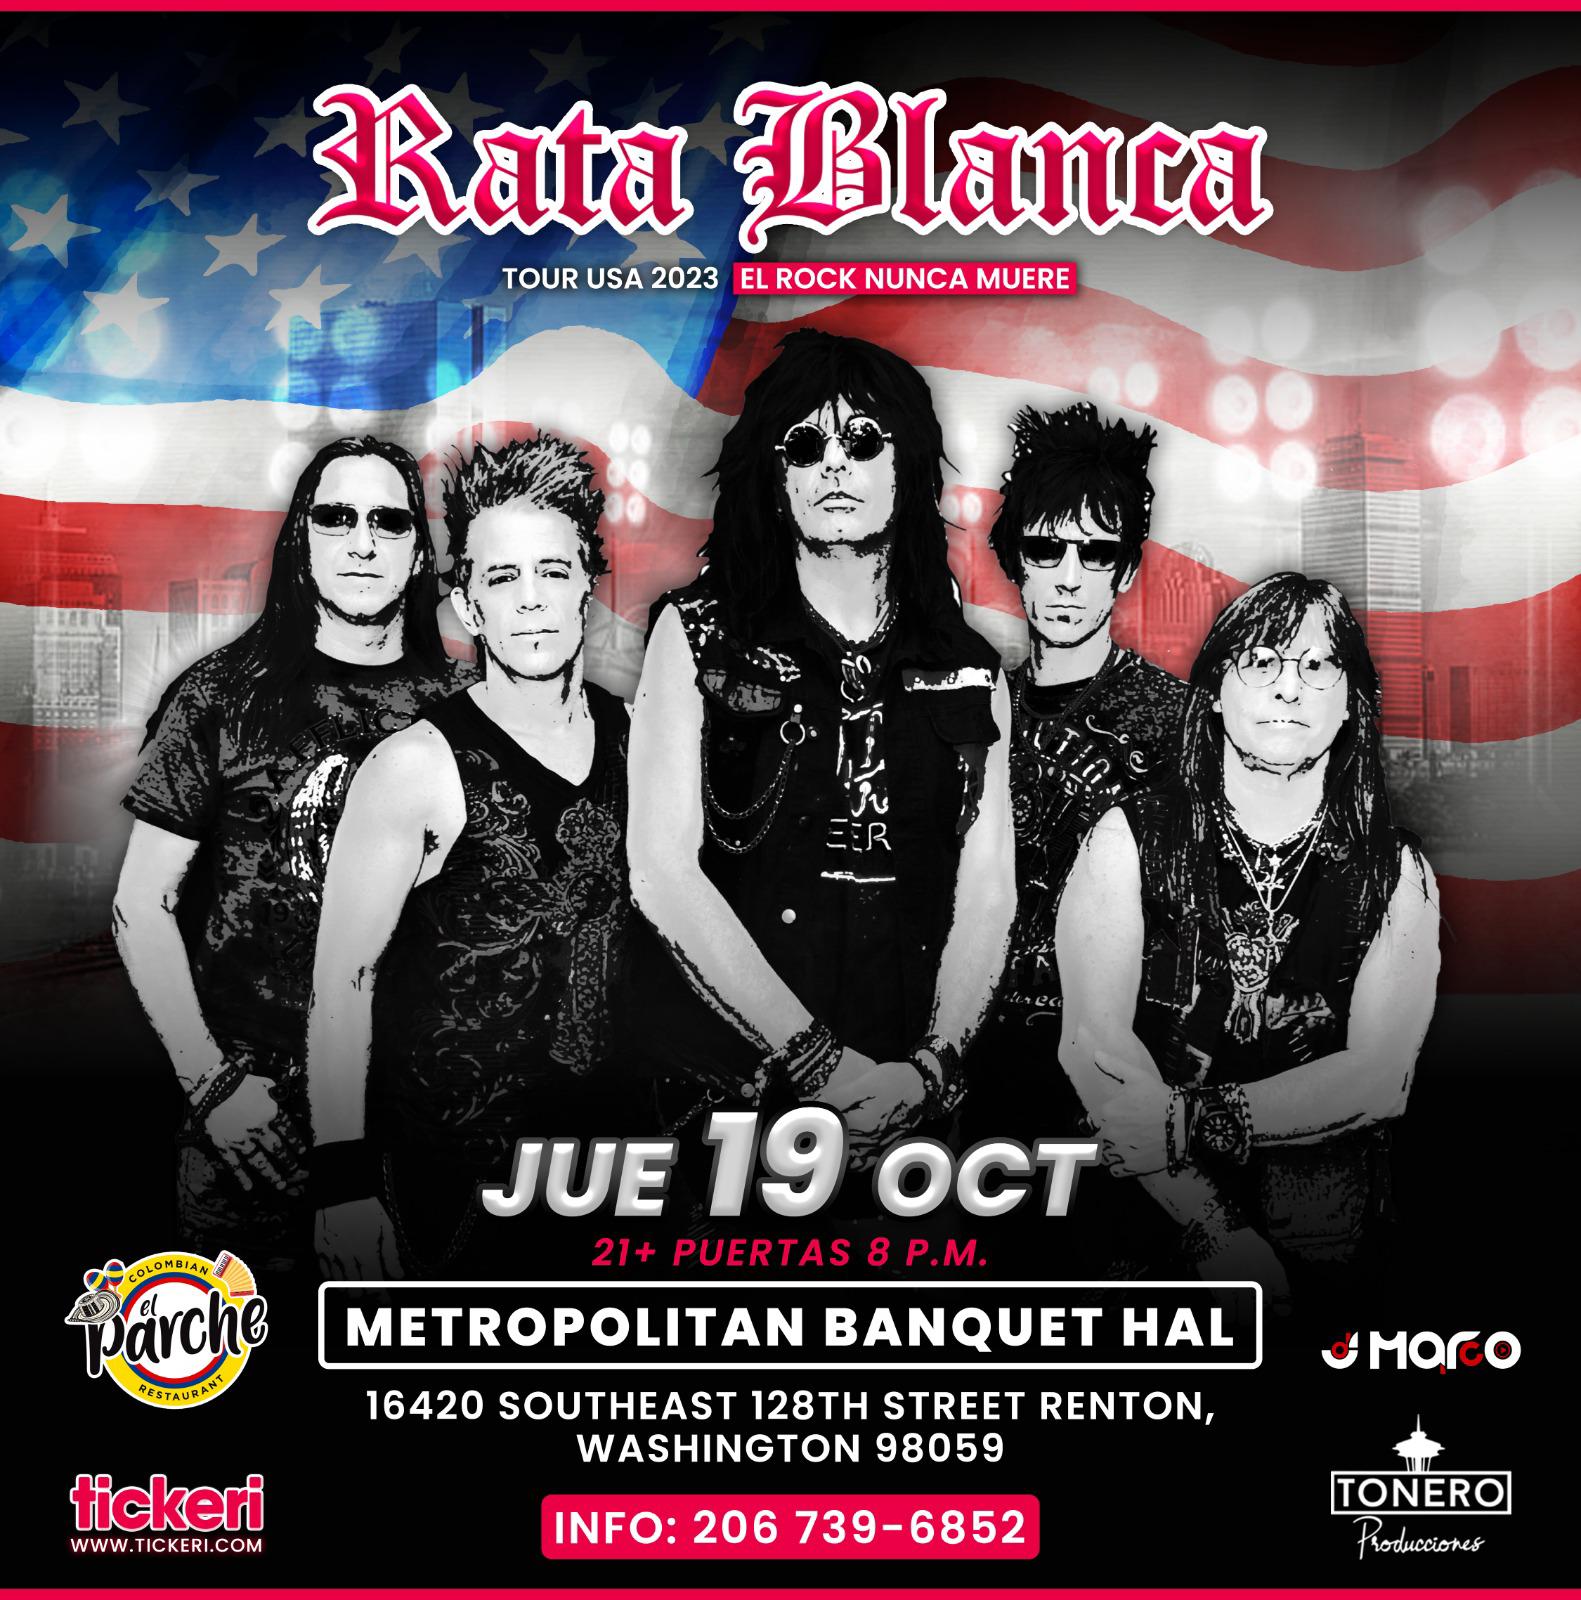 Rata Blanca
TOUR USA 2023 EL ROCK NUNCA MUERE
EER
JUE 19 OCT
21+ PUERTAS 8 P.M.
METROPOLITAN BANQUET HAL
16420 SOUTHEAST 128TH STREET RENTON,
WASHINGTON 98059
INFO: 206 739-6852
COLOMBIAN
el
parche
RESTAURANT
tickeri
WWW.TICKERI.COM
dj Marco
TONERO
Producciones